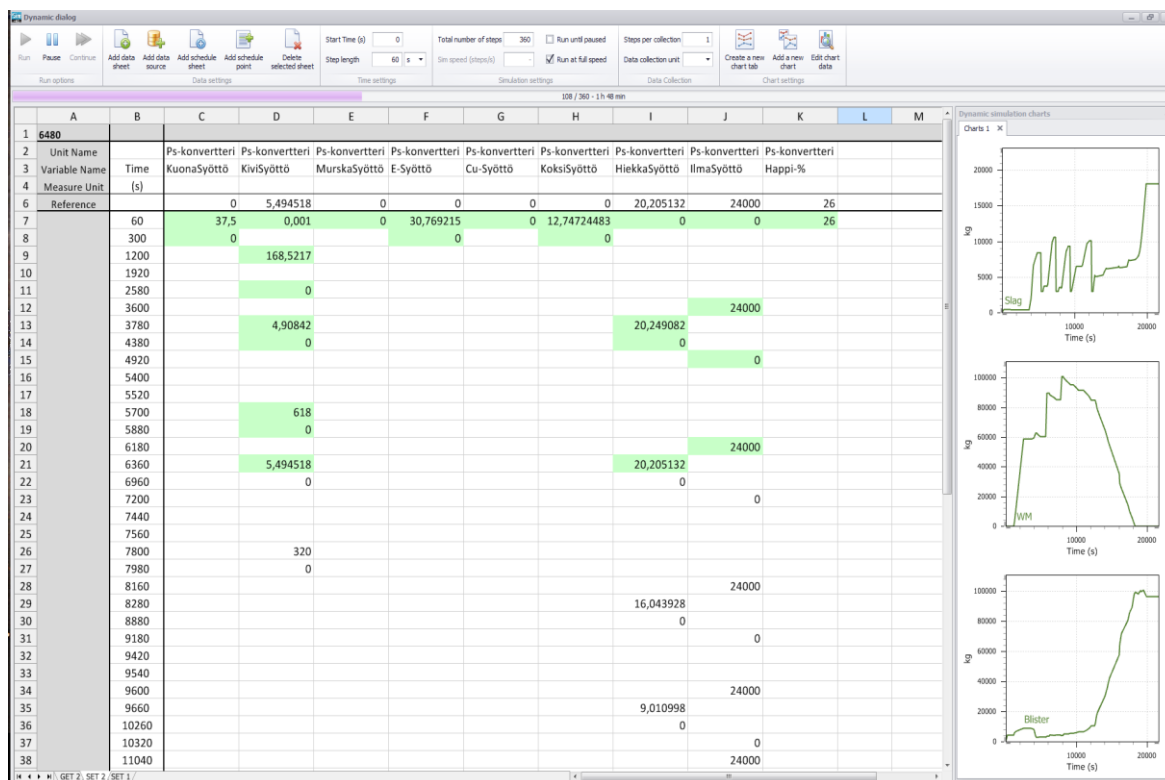 Dynamic dialog
Run Pause Continue
Add data sheet
Add data source
Add schedule sheet
Add schedule point
Delete selected sheet
Start Time (s) 0
Step length 60 s
Total number of steps 360
Sim speed (steps/s)
Run until paused
Run at full speed
Steps per collection 1
Data collection unit
Create a new chart tab
Add a new chart
Edit chart data
Run options Data settings Time settings Simulation settings Data Collection Chart settings
108 / 360 - 1 h 48 min
A B C D E F G H I J K L M
1 6480
2 Unit Name Ps-konvertteri Ps-konvertteri Ps-konvertteri Ps-konvertteri Ps-konvertteri Ps-konvertteri Ps-konvertteri Ps-konvertteri Ps-konvertteri
3 Variable Name Time KuonaSyöttö KiviSyöttö MurskaSyöttö E-Syöttö Cu-Syöttö KoksiSyöttö HiekkaSyöttö IlmaSyöttö Happi-%
4 Measure Unit (s)
6 Reference 0 5,494518 0 0 0 0 20,205132 24000 26
7 60 37,5 0,001 0 30,769215 0 12,74724483 0 0 26
8 300 0 0 0
9 1200 168,5217
10 1920
11 2580 0
12 3600 24000
13 3780 4,90842 20,249082
14 4380 0 0
15 4920 0
16 5400
17 5520
18 5700 618
19 5880 0
20 6180 24000
21 6360 5,494518 20,205132
22 6960 0 0
23 7200 0
24 7440
25 7560
26 7800 320
27 7980 0
28 8160 24000
29 8280 16,043928
30 8880 0
31 9180 0
32 9420
33 9540
34 9600 24000
35 9660 9,010998
36 10260 0
37 10320 0
38 11040 24000
GET 2 SET 2 SET 1
Dynamic simulation charts
Charts 1
20000
15000
10000
5000
0
kg
Slag
10000 20000
Time (s)
100000
80000
60000
40000
20000
0
kg
WM
10000 20000
Time (s)
100000
80000
60000
40000
20000
0
kg
Blister
10000 20000
Time (s)